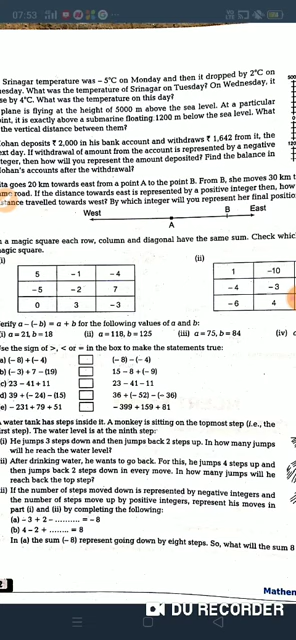 07:53
Srinagar temperature was – 5°C on Monday and then it dropped by 2°C on
uesday. What was the temperature of Srinagar on Tuesday? On Wednesday, it
se by 4°C. What was the temperature on this day?
plane is flying at the height of 5000 m above the sea level. At a particular
oint, it is exactly above a submarine floating 1200 m below the sea level. What
the vertical distance between them?
ohan deposits ₹ 2,000 in his bank account and withdraws ₹ 1,642 from it, the
ext day. If withdrawal of amount from the account is represented by a negative
teger, then how will you represent the amount deposited? Find the balance in
ohan's accounts after the withdrawal?
ita goes 20 km towards east from a point A to the point B. From B, she moves 30 km t
ame road. If the distance towards east is represented by a positive integer then, how
stance travelled towards west? By which integer will you represent her final positio
West B East
A
n a magic square each row, column and diagonal have the same sum. Check whic
nagic square.
(i) (ii)
5 –1 –4 1 –10
–5 –2 7 –4 –3
0 3 –3 –6 4
erify a – (– b) = a + b for the following values of a and b:
(i) a = 21, b = 18 (ii) a = 118, b = 125 (iii) a = 75, b = 84 (iv)
se the sign of >, < or = in the box to make the statements true:
a) (– 8) + (– 4) (– 8) – (– 4)
b) (– 3) + 7 – (19) 15 – 8 + (– 9)
c) 23 – 41 + 11 23 – 41 – 11
d) 39 + (– 24) – (15) 36 + (– 52) – (– 36)
e) – 231 + 79 + 51 – 399 + 159 + 81
water tank has steps inside it. A monkey is sitting on the topmost step (i.e., the
irst step). The water level is at the ninth step:
(i) He jumps 3 steps down and then jumps back 2 steps up. In how many jumps
will he reach the water level?
ii) After drinking water, he wants to go back. For this, he jumps 4 steps up and
then jumps back 2 steps down in every move. In how many jumps will he
reach back the top step?
ii) If the number of steps moved down is represented by negative integers and
the number of steps move up by positive integers, represent his moves in
part (i) and (ii) by completing the following:
(a) – 3 + 2 – .......... = – 8
(b) 4 – 2 + ........ = 8
In (a) the sum (– 8) represent going down by eight steps. So, what will the sum 8
Mathem
DU RECORDER